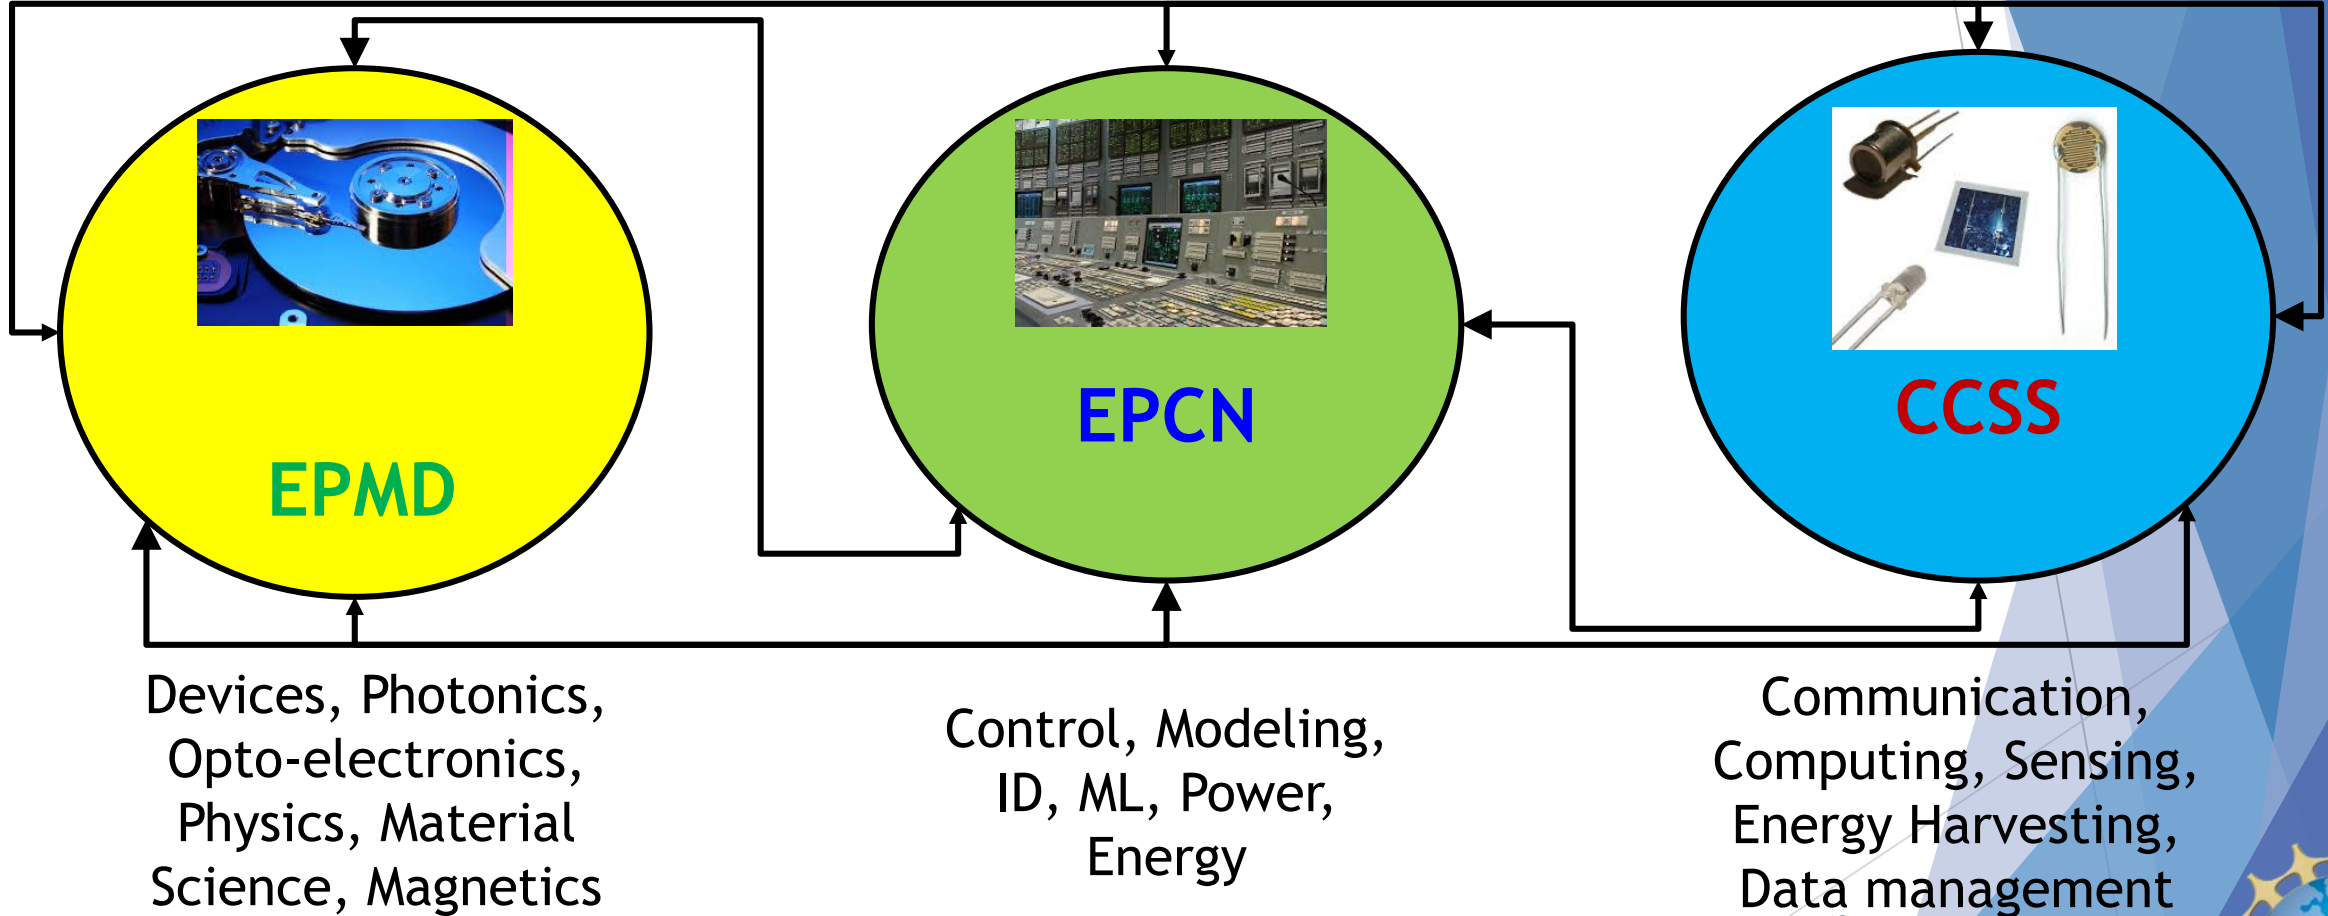 EPMD
EPCN
CCSS
Devices, Photonics,
Opto-electronics,
Physics, Material
Science, Magnetics
Control, Modeling,
ID, ML, Power,
Energy
Communication,
Computing, Sensing,
Energy Harvesting,
Data management